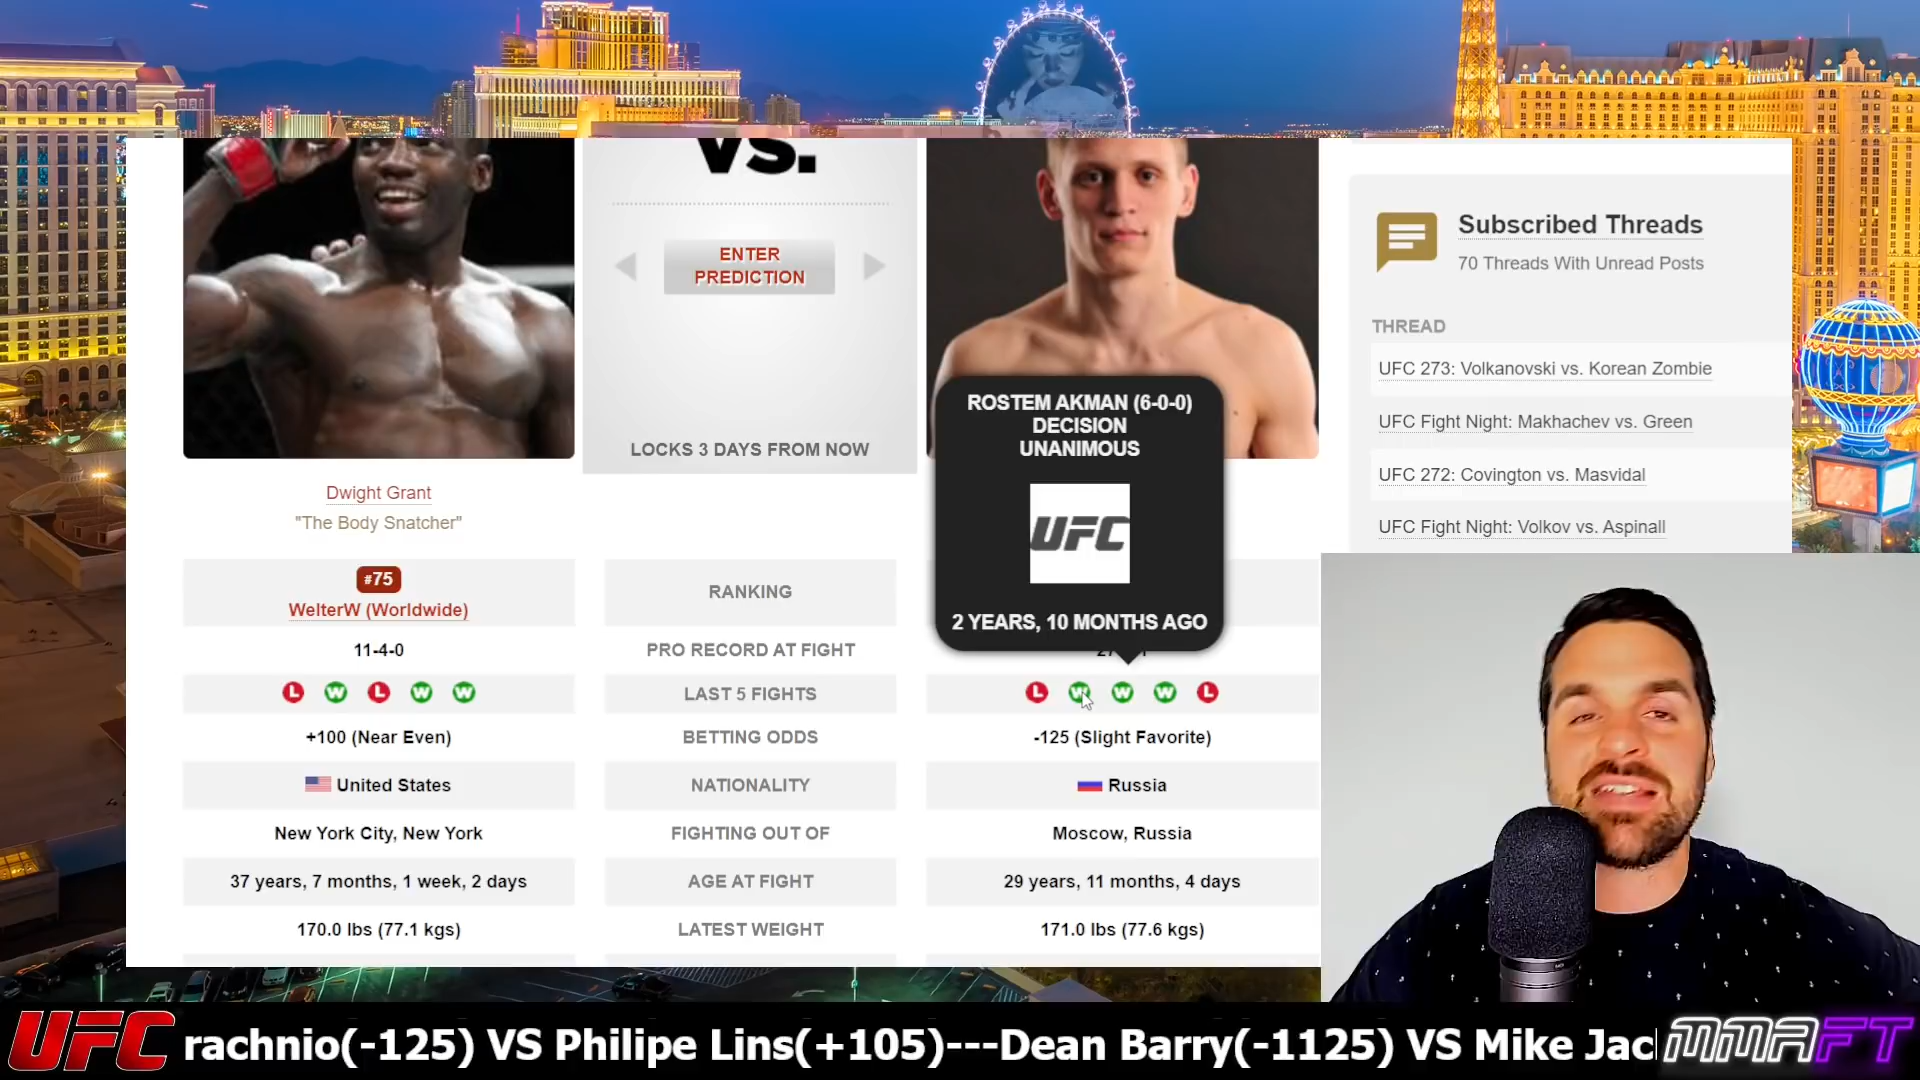 VS.
ENTER
PREDICTION
LOCKS 3 DAYS FROM NOW
Dwight Grant
"The Body Snatcher"
ROSTEM AKMAN (6-0-0)
DECISION
UNANIMOUS
UFC
2 YEARS, 10 MONTHS AGO
#75
WelterW (Worldwide)
RANKING
11-4-0
PRO RECORD AT FIGHT
L W L W W
LAST 5 FIGHTS
L W W W L
+100 (Near Even)
BETTING ODDS
-125 (Slight Favorite)
United States
NATIONALITY
Russia
New York City, New York
FIGHTING OUT OF
Moscow, Russia
37 years, 7 months, 1 week, 2 days
AGE AT FIGHT
29 years, 11 months, 4 days
170.0 lbs (77.1 kgs)
LATEST WEIGHT
171.0 lbs (77.6 kgs)
Subscribed Threads
70 Threads With Unread Posts
THREAD
UFC 273: Volkanovski vs. Korean Zombie
UFC Fight Night: Makhachev vs. Green
UFC 272: Covington vs. Masvidal
UFC Fight Night: Volkov vs. Aspinall
UFC rachnio(-125) VS Philipe Lins(+105)---Dean Barry(-1125) VS Mike Jac MMAFT